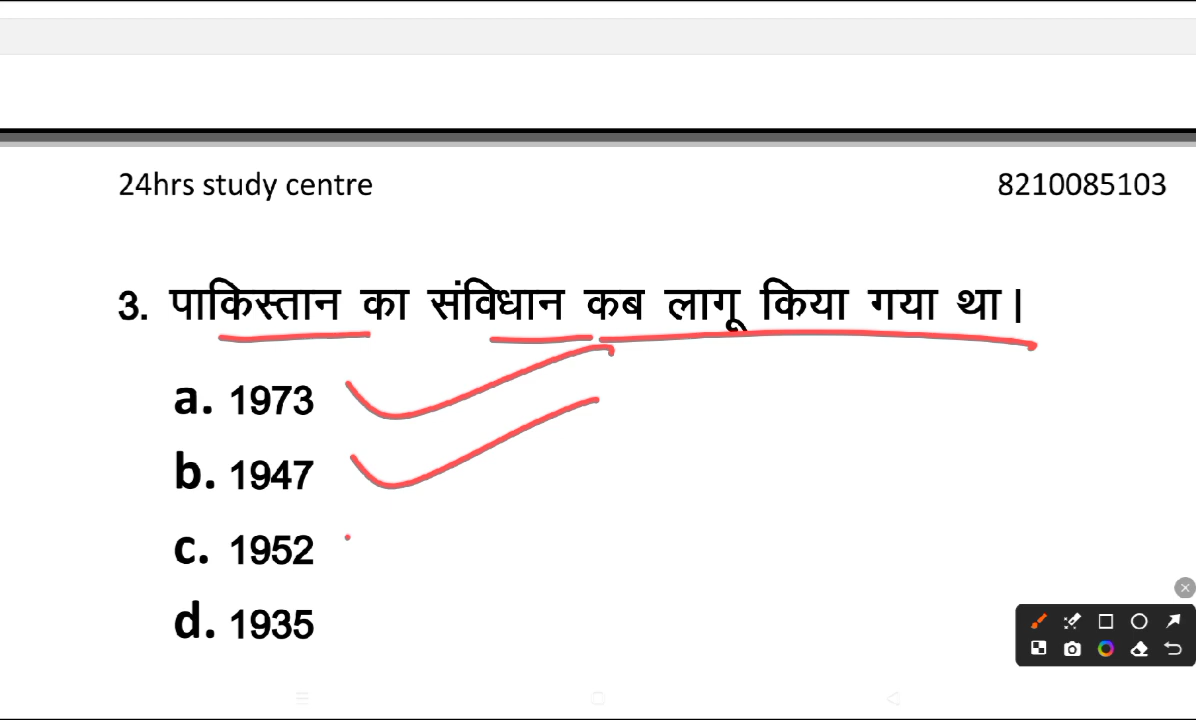 24hrs study centre 8210085103
3. पाकिस्तान का संविधान कब लागू किया गया था।
a. 1973
b. 1947
c. 1952
d. 1935